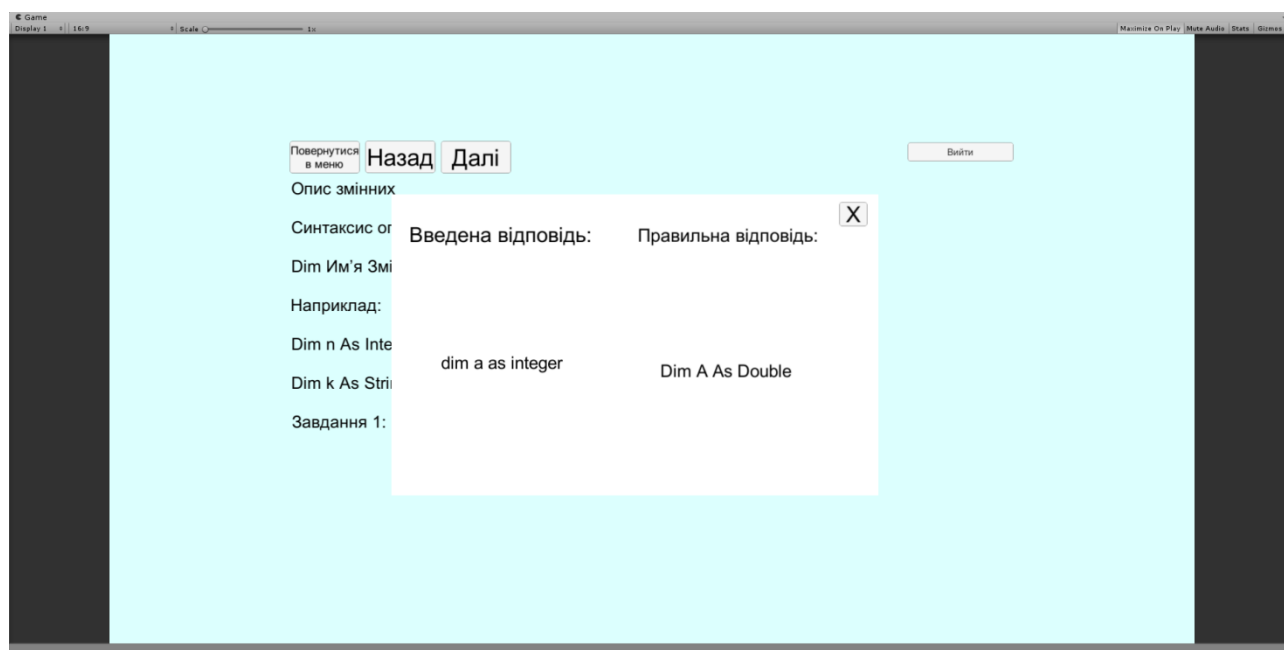 Game
Display 1 16:9 Scale 1x Maximize On Play Mute Audio Stats Gizmos
Повернутися
в меню
Назад
Далі
Вийти
Опис змінних
Синтаксис оп
Dim Им’я Змі
Наприклад:
Dim n As Inte
Dim k As Stri
Завдання 1:
X
Введена відповідь:
Правильна відповідь:
dim a as integer
Dim A As Double